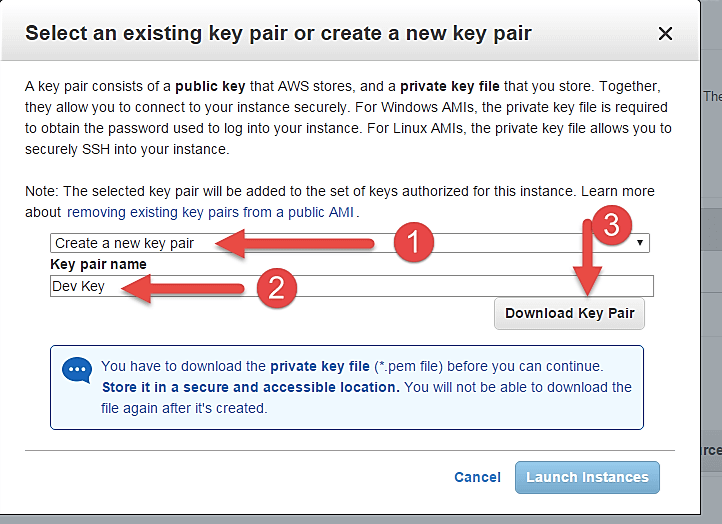 Select an existing key pair or create a new key pair
A key pair consists of a public key that AWS stores, and a private key file that you store. Together,
they allow you to connect to your instance securely. For Windows AMIs, the private key file is required
to obtain the password used to log into your instance. For Linux AMIs, the private key file allows you to
securely SSH into your instance.
The
Note: The selected key pair will be added to the set of keys authorized for this instance. Learn more
about removing existing key pairs from a public AMI.
Create a new key pair 1 3
Key pair name
Dev Key 2
Download Key Pair
You have to download the private key file (*.pem file) before you can continue.
Store it in a secure and accessible location. You will not be able to download the
file again after it's created.
rce
Cancel Launch Instances